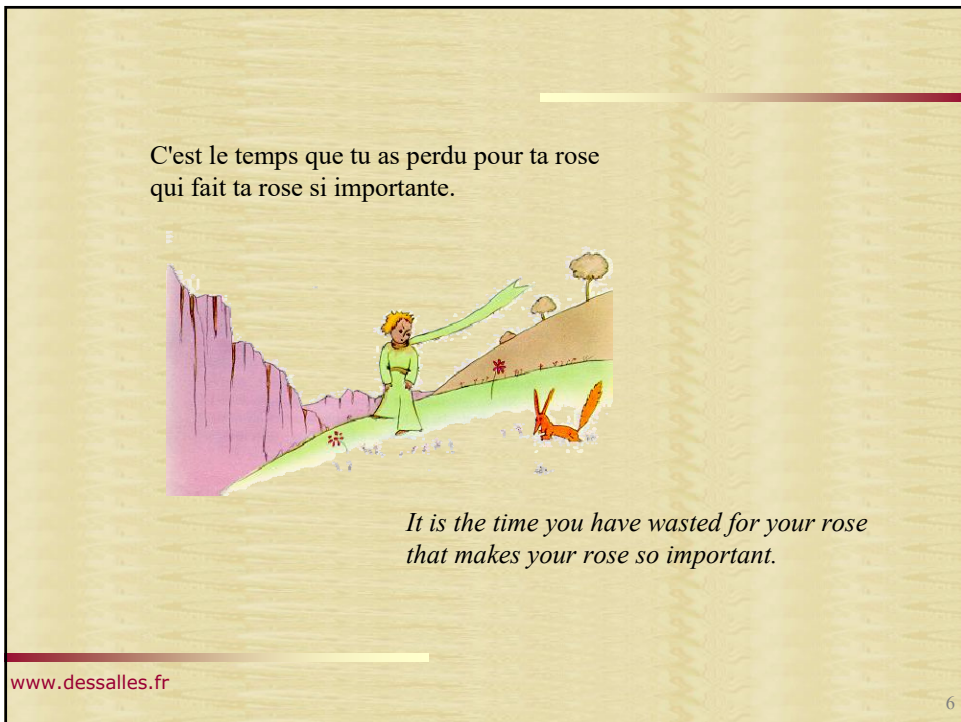 C'est le temps que tu as perdu pour ta rose
qui fait ta rose si importante.
It is the time you have wasted for your rose
that makes your rose so important.
www.dessalles.fr
6